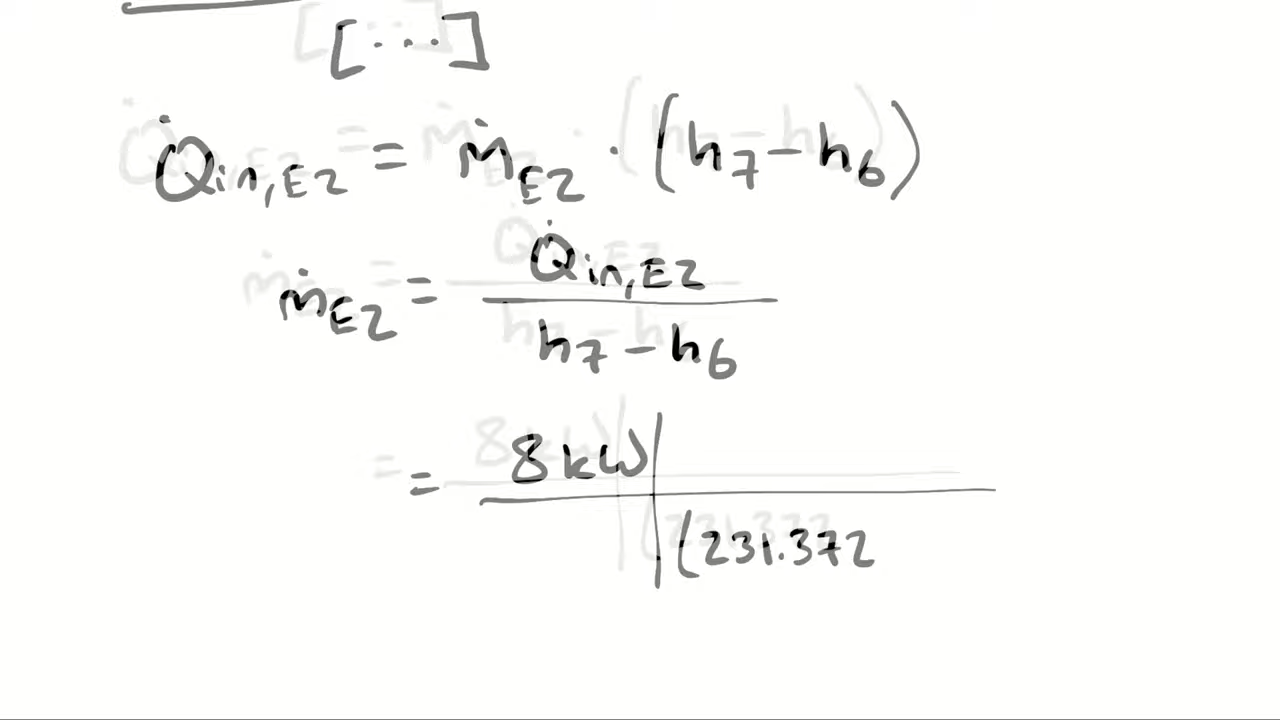 [...]
Q̇in,E2 = ṁE2 · (h7 - h6)
ṁE2 = Q̇in,E2 / h7 - h6
= 8 kW | / (231.372